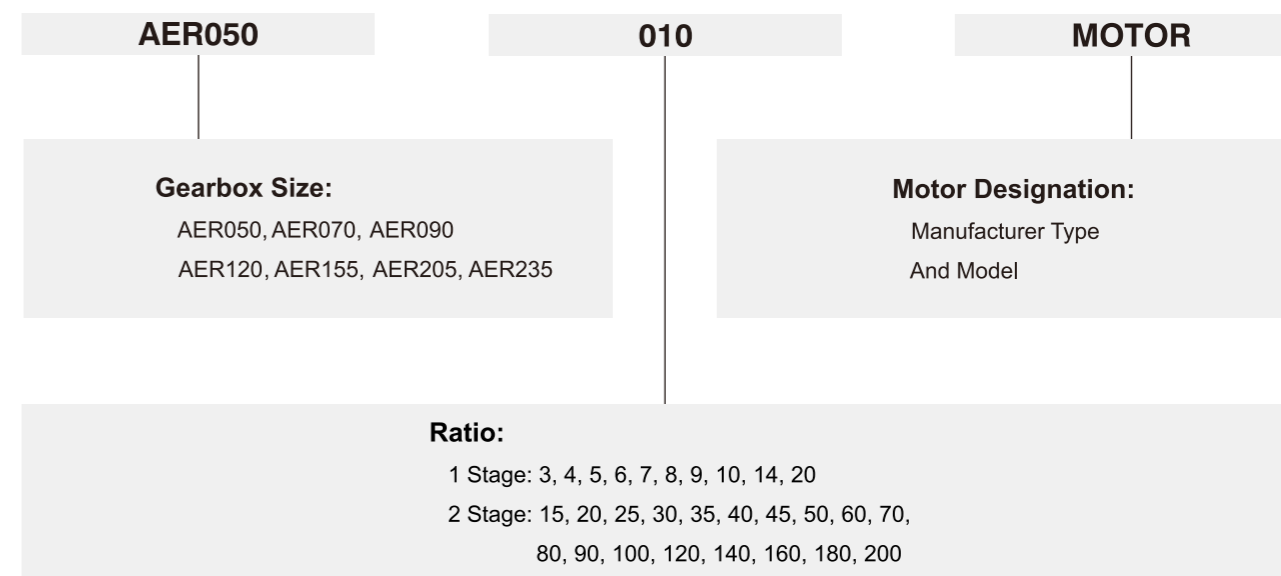 AER050
010
MOTOR
Gearbox Size:
AER050, AER070, AER090
AER120, AER155, AER205, AER235
Motor Designation:
Manufacturer Type
And Model
Ratio:
1 Stage: 3, 4, 5, 6, 7, 8, 9, 10, 14, 20
2 Stage: 15, 20, 25, 30, 35, 40, 45, 50, 60, 70,
80, 90, 100, 120, 140, 160, 180, 200